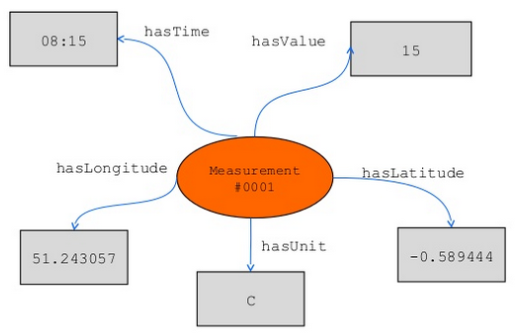 hasTime
08:15
hasValue
15
Measurement
#0001
hasLongitude
hasLatitude
51.243057
hasUnit
-0.589444
C